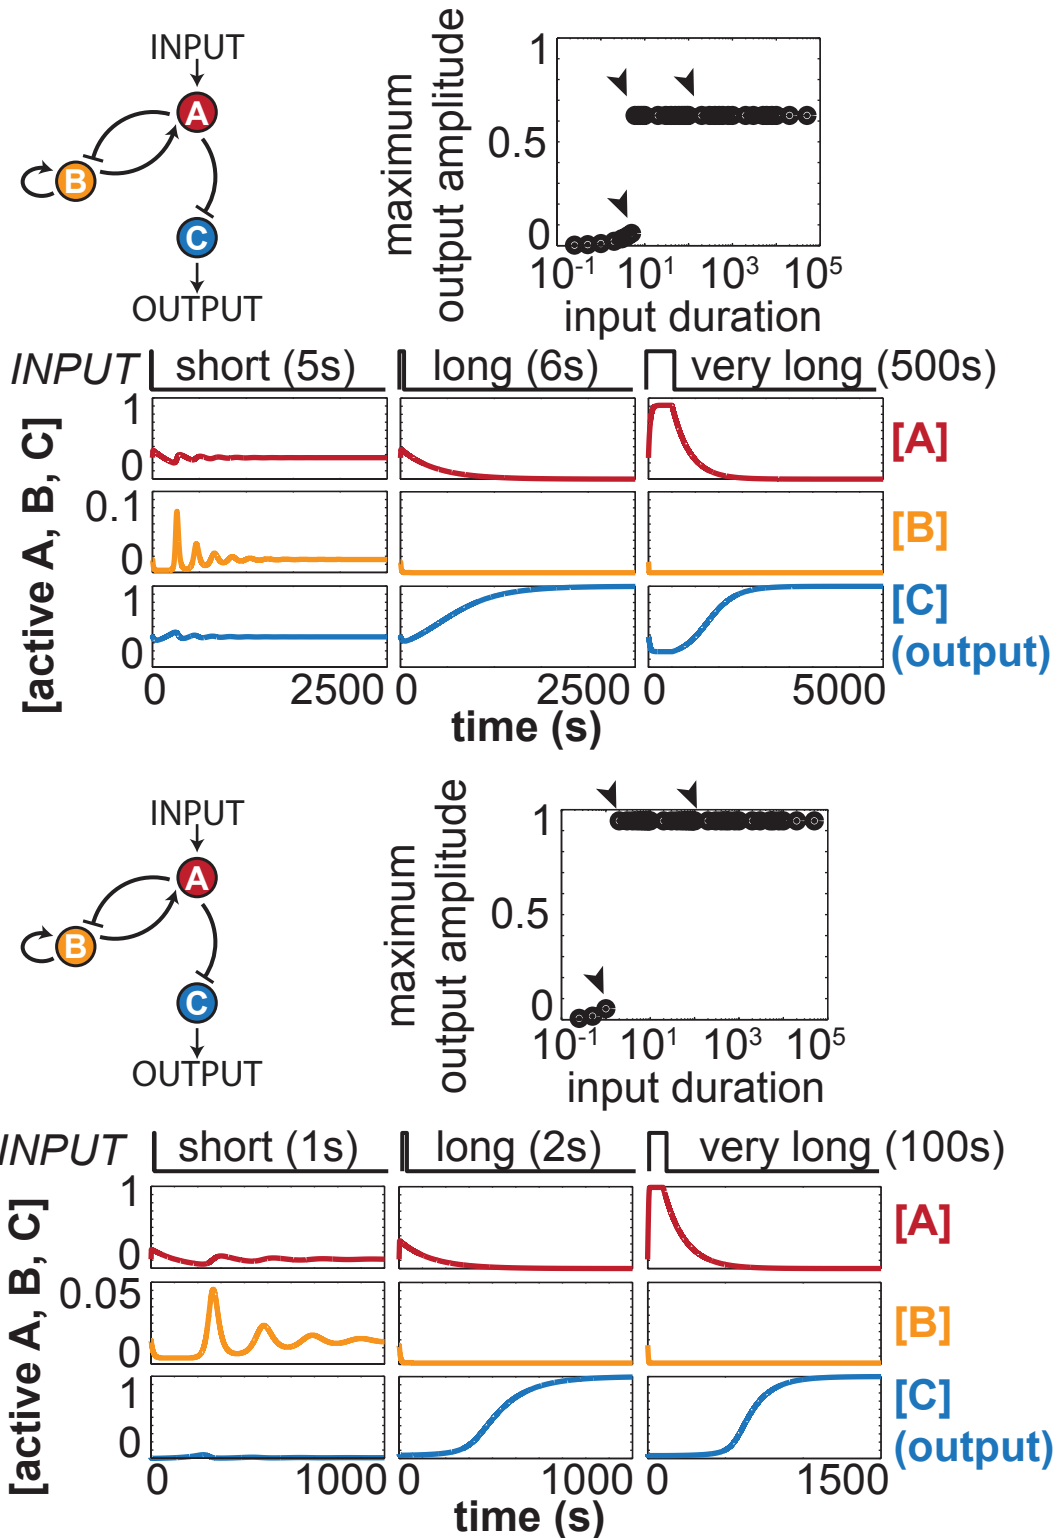 INPUT
A
B
C
OUTPUT
maximum
output amplitude
1
0.5
0
10-1 101 103 105
input duration
INPUT short (5s) long (6s) very long (500s)
[active A, B, C]
1
0
[A]
0.1
0
[B]
1
0
[C]
(output)
0 2500 0 2500 0 5000
time (s)
INPUT
A
B
C
OUTPUT
maximum
output amplitude
1
0.5
0
10-1 101 103 105
input duration
INPUT short (1s) long (2s) very long (100s)
[active A, B, C]
1
0
[A]
0.05
0
[B]
1
0
[C]
(output)
0 1000 0 1000 0 1500
time (s)